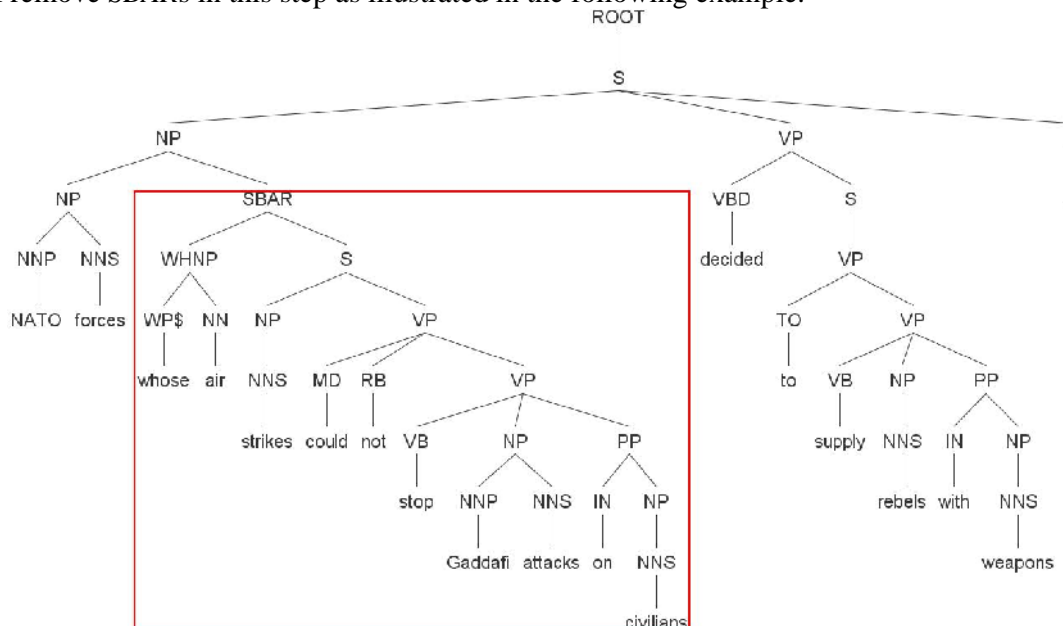 remove SBARs in this step as illustrated in the following example:
ROOT
S
NP VP
NP SBAR VBD S
NNP NNS WHNP S decided VP
NATO forces WP$ NN NP VP TO VP
whose air NNS MD RB VP to VB NP PP
strikes could not VB NP PP supply NNS IN NP
stop NNP NNS IN NP rebels with NNS
Gaddafi attacks on NNS weapons
civilians